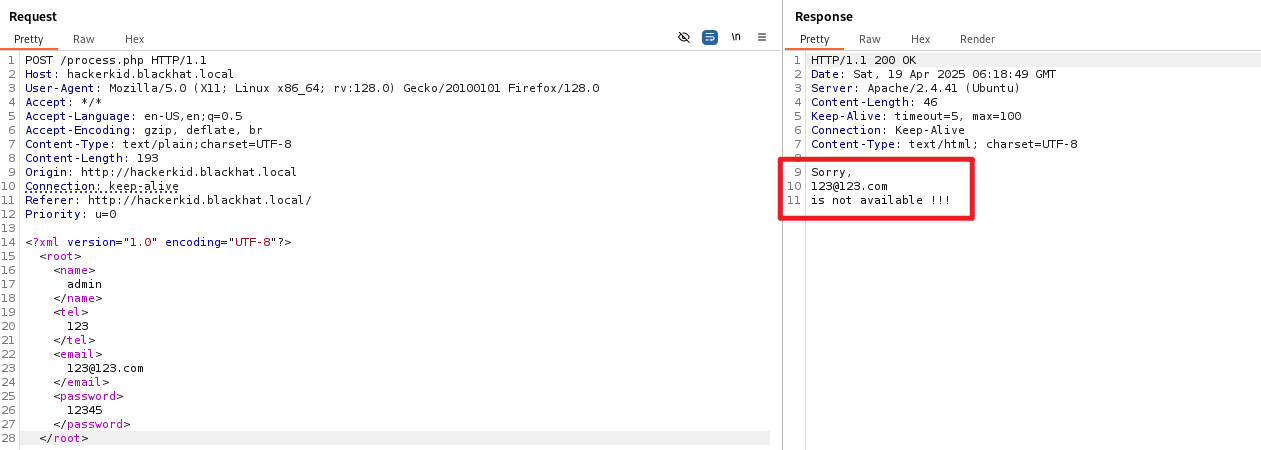 Request
Pretty Raw Hex \n
1 POST /process.php HTTP/1.1
2 Host: hackerkid.blackhat.local
3 User-Agent: Mozilla/5.0 (X11; Linux x86_64; rv:128.0) Gecko/20100101 Firefox/128.0
4 Accept: */*
5 Accept-Language: en-US,en;q=0.5
6 Accept-Encoding: gzip, deflate, br
7 Content-Type: text/plain;charset=UTF-8
8 Content-Length: 193
9 Origin: http://hackerkid.blackhat.local
10 Connection: keep-alive
11 Referer: http://hackerkid.blackhat.local/
12 Priority: u=0
13
14 <?xml version="1.0" encoding="UTF-8"?>
15 <root>
16 <name>
17 admin
18 </name>
19 <tel>
20 123
21 </tel>
22 <email>
23 123@123.com
24 </email>
25 <password>
26 12345
27 </password>
28 </root>
Response
Pretty Raw Hex Render
1 HTTP/1.1 200 OK
2 Date: Sat, 19 Apr 2025 06:18:49 GMT
3 Server: Apache/2.4.41 (Ubuntu)
4 Content-Length: 46
5 Keep-Alive: timeout=5, max=100
6 Connection: Keep-Alive
7 Content-Type: text/html; charset=UTF-8
8
9 Sorry,
10 123@123.com
11 is not available !!!